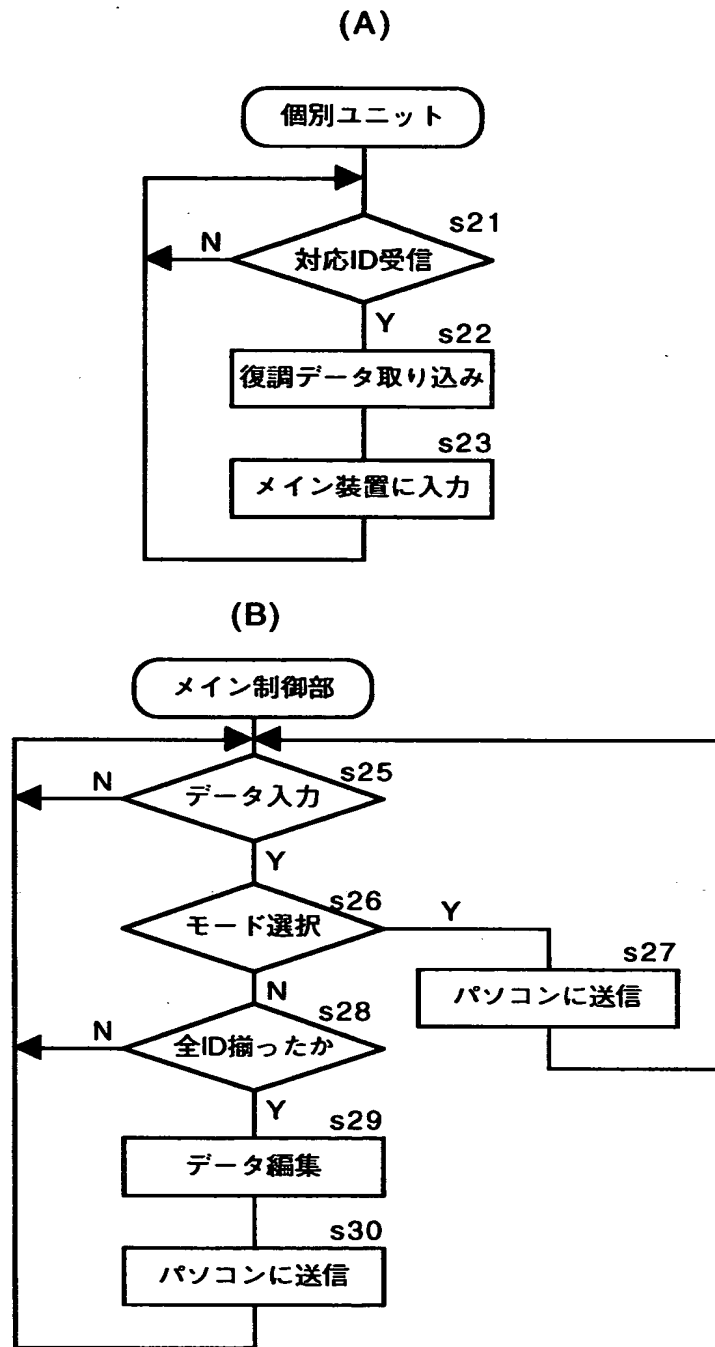 (A)
個別ユニット
s21
N
対応ID受信
Y
s22
復調データ取り込み
s23
メイン装置に入力
(B)
メイン制御部
s25
N
データ入力
Y
s26
モード選択
Y
s27
パソコンに送信
N
s28
N
全ID揃ったか
Y
s29
データ編集
s30
パソコンに送信